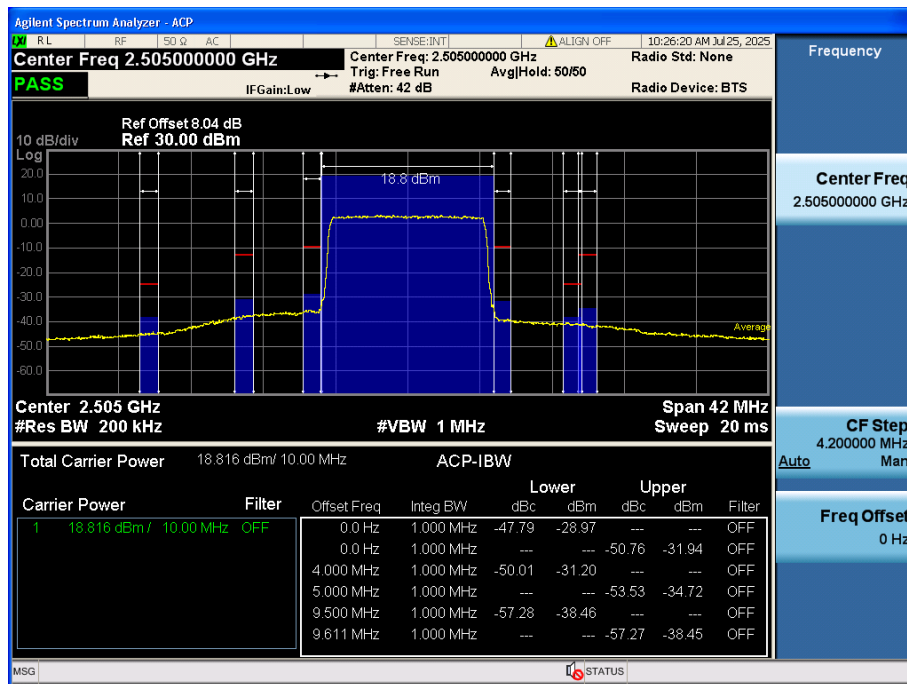 Agilent Spectrum Analyzer - ACP
LXI RL RF 50 Ω AC SENSE:INT ALIGN OFF 10:26:20 AM Jul 25, 2025
Center Freq 2.505000000 GHz
Center Freq: 2.505000000 GHz Radio Std: None
Trig: Free Run Avg|Hold: 50/50
PASS
IFGain:Low #Atten: 42 dB Radio Device: BTS
Ref Offset 8.04 dB
10 dB/div Ref 30.00 dBm
Log
20.0
10.0
0.00
-10.0
-20.0
-30.0
-40.0
-50.0
-60.0
18.8 dBm
Average
Center 2.505 GHz Span 42 MHz
#Res BW 200 kHz #VBW 1 MHz Sweep 20 ms
Total Carrier Power 18.816 dBm/ 10.00 MHz ACP-IBW
Lower Upper
Carrier Power Filter Offset Freq Integ BW dBc dBm dBc dBm Filter
1 18.816 dBm / 10.00 MHz OFF
0.0 Hz 1.000 MHz -47.79 -28.97 --- --- OFF
0.0 Hz 1.000 MHz --- --- -50.76 -31.94 OFF
4.000 MHz 1.000 MHz -50.01 -31.20 --- --- OFF
5.000 MHz 1.000 MHz --- --- -53.53 -34.72 OFF
9.500 MHz 1.000 MHz -57.28 -38.46 --- --- OFF
9.611 MHz 1.000 MHz --- --- -57.27 -38.45 OFF
MSG STATUS
Frequency
Center Freq
2.505000000 GHz
CF Step
4.200000 MHz
Auto Man
Freq Offset
0 Hz